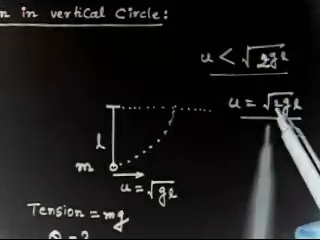 n in vertical Circle:
u < √2gl
u = √2gl
l
m
u = √gl
Tension = mg
θ = ?